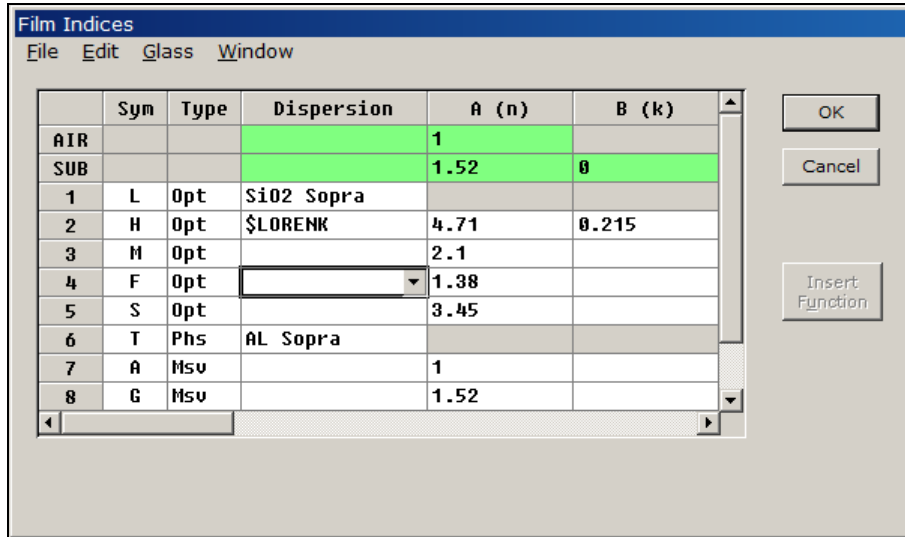 Film Indices
File Edit Glass Window
Sym Type Dispersion A (n) B (k)
AIR 1
SUB 1.52 0
1 L Opt SiO2 Sopra
2 H Opt $LORENK 4.71 0.215
3 M Opt 2.1
4 F Opt 1.38
5 S Opt 3.45
6 T Phs AL Sopra
7 A Msv 1
8 G Msv 1.52
OK
Cancel
Insert
Function